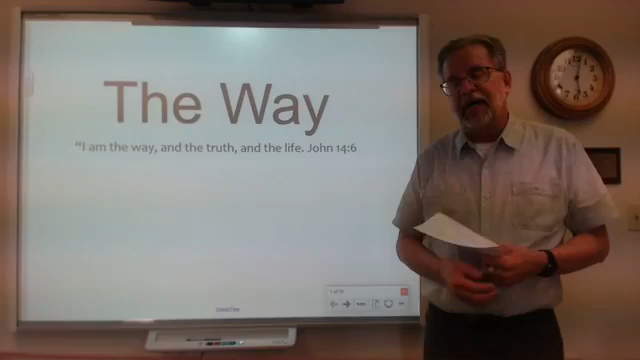 The Way
“I am the way, and the truth, and the life. John 14:6